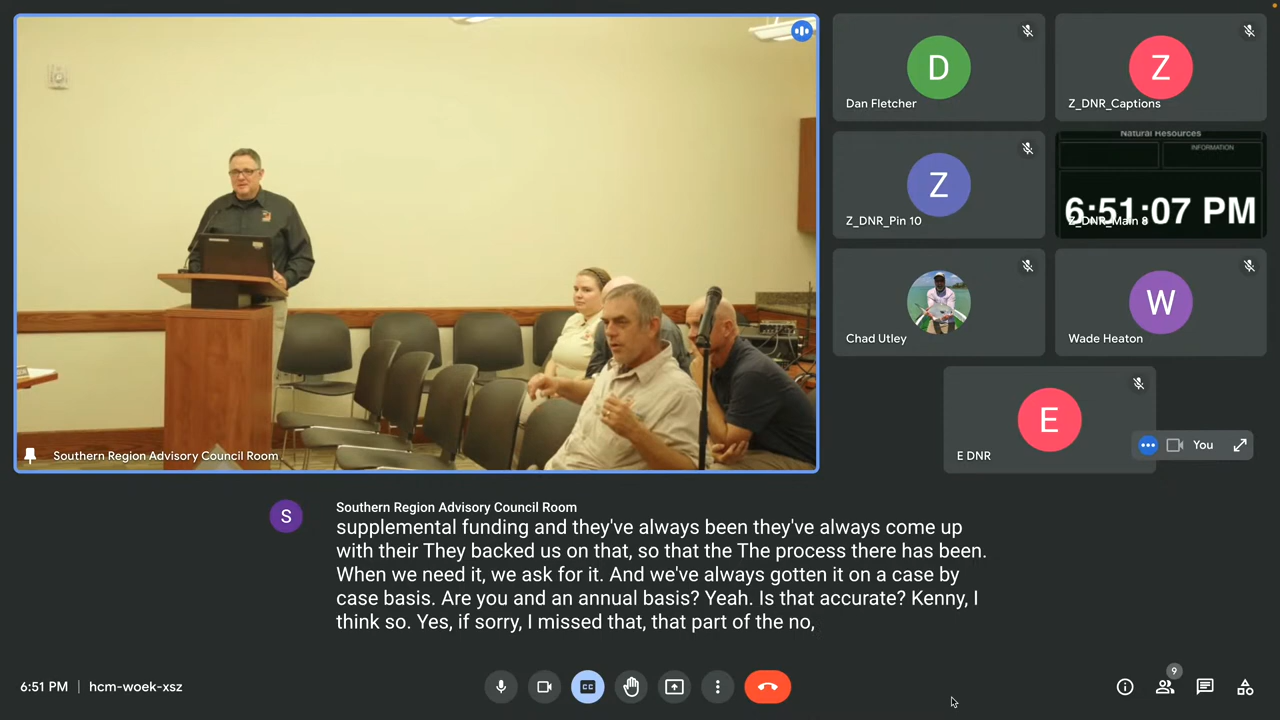 D
Dan Fletcher
Z
Z_DNR_Captions
Z
Z_DNR_Pin 10
Natural Resources
INFORMATION
6:51:07 PM
Z_DNR_Main 8
Chad Utley
W
Wade Heaton
E
E DNR
You
Southern Region Advisory Council Room
S
Southern Region Advisory Council Room
supplemental funding and they've always been they've always come up
with their They backed us on that, so that the The process there has been.
When we need it, we ask for it. And we've always gotten it on a case by
case basis. Are you and an annual basis? Yeah. Is that accurate? Kenny, I
think so. Yes, if sorry, I missed that, that part of the no,
6:51 PM | hcm-woek-xsz
CC
9